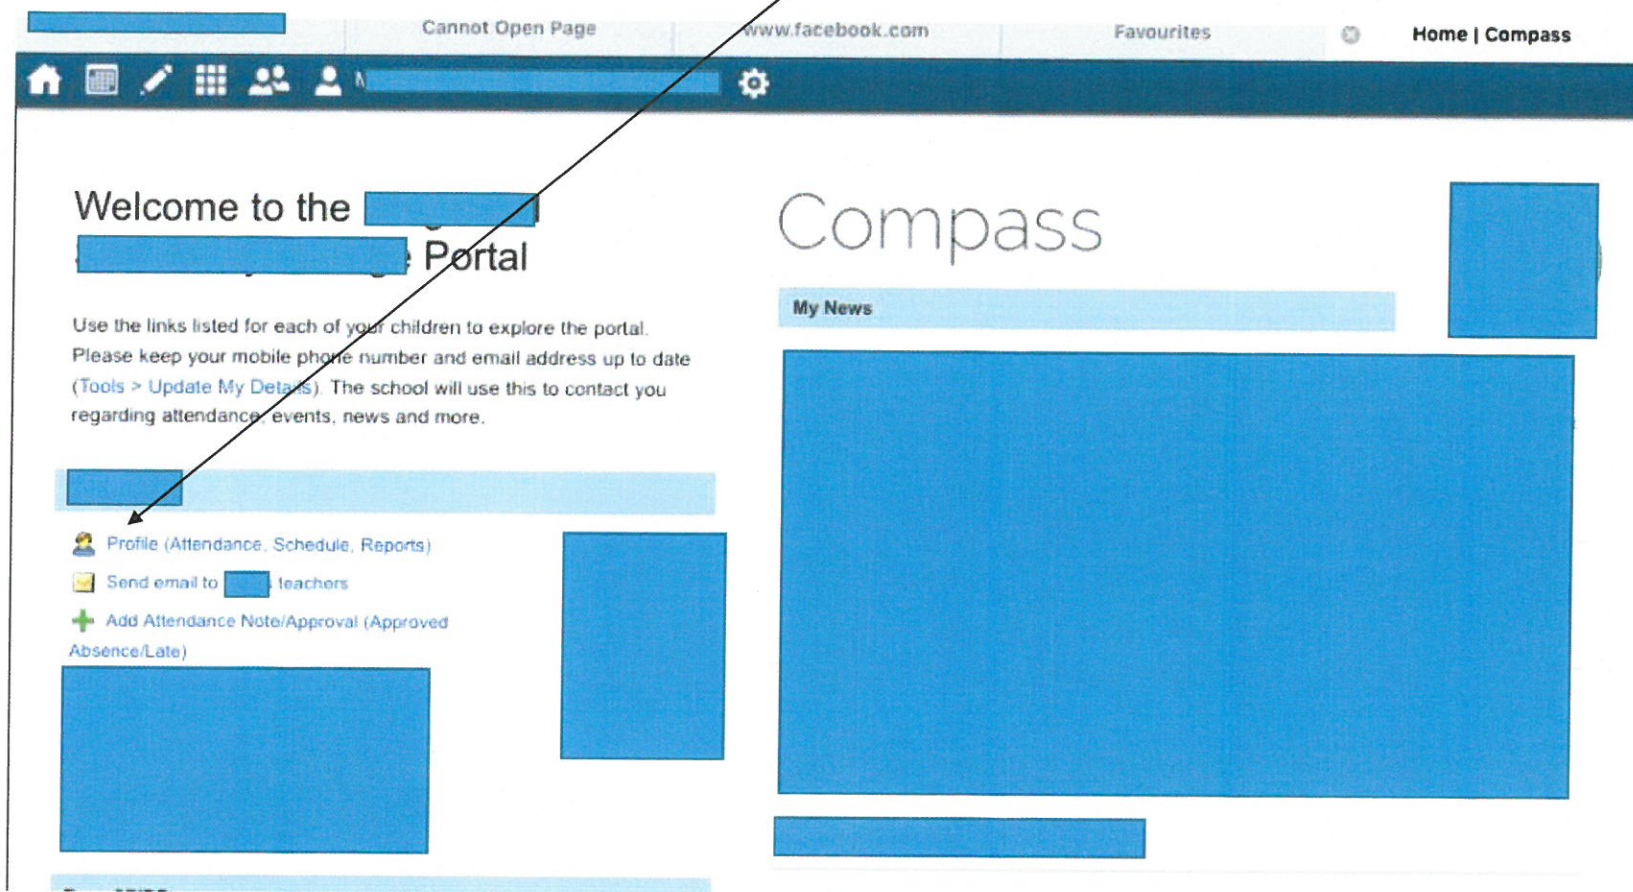 Cannot Open Page
www.facebook.com
Favourites
Home | Compass
Welcome to the
Portal
Use the links listed for each of your children to explore the portal.
Please keep your mobile phone number and email address up to date
(Tools > Update My Details). The school will use this to contact you
regarding attendance, events, news and more.
Profile (Attendance, Schedule, Reports)
Send email to teachers
Add Attendance Note/Approval (Approved
Absence/Late)
Compass
My News